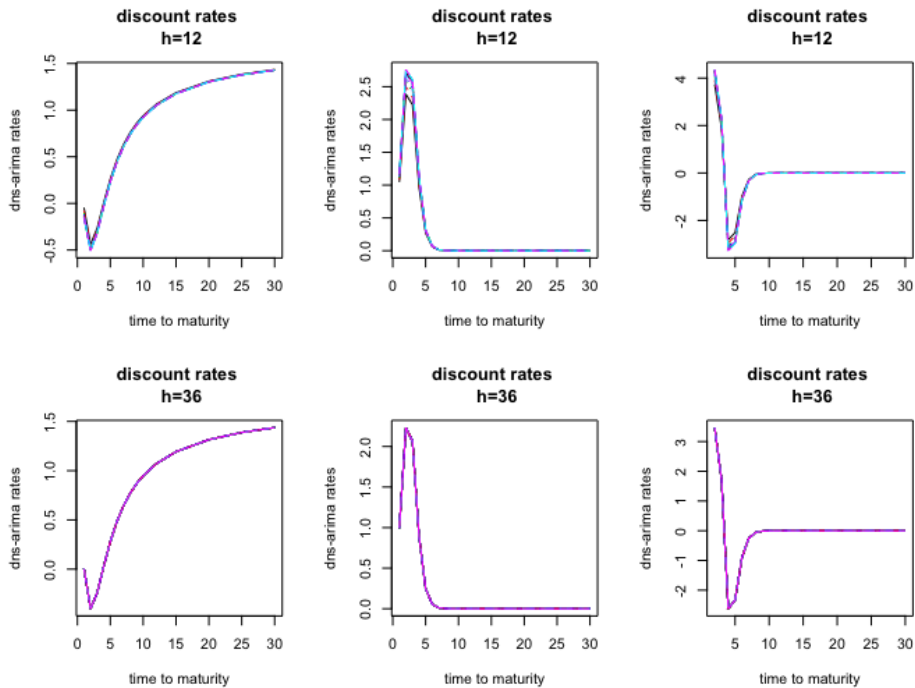 discount rates
h=12
dns-arima rates
1.5
1.0
0.5
0.0
-0.5
0 5 10 15 20 25 30
time to maturity
discount rates
h=12
dns-arima rates
2.5
2.0
1.5
1.0
0.5
0.0
0 5 10 15 20 25 30
time to maturity
discount rates
h=12
dns-arima rates
4
2
0
-2
5 10 15 20 25 30
time to maturity
discount rates
h=36
dns-arima rates
1.5
1.0
0.5
0.0
0 5 10 15 20 25 30
time to maturity
discount rates
h=36
dns-arima rates
2.0
1.5
1.0
0.5
0.0
0 5 10 15 20 25 30
time to maturity
discount rates
h=36
dns-arima rates
3
2
1
0
-1
-2
5 10 15 20 25 30
time to maturity